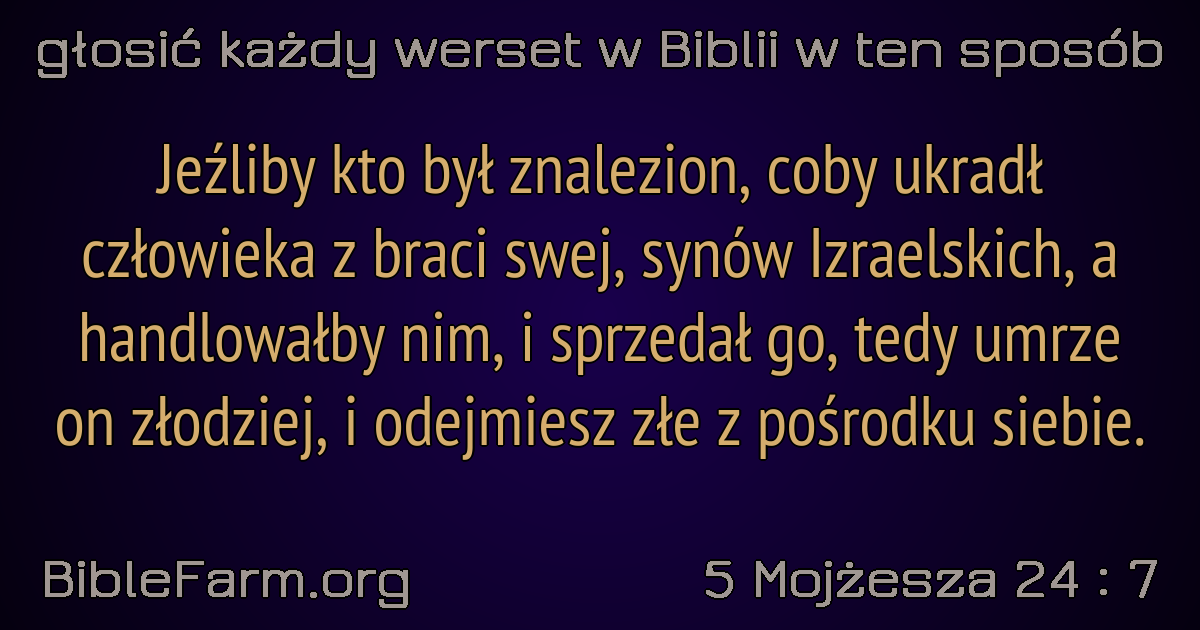 głosić każdy werset w Biblii w ten sposób
Jeźliby kto był znalezion, coby ukradł
człowieka z braci swej, synów Izraelskich, a
handlowałby nim, i sprzedał go, tedy umrze
on złodziej, i odejmiesz złe z pośrodku siebie.
BibleFarm.org
5 Mojżesza 24 : 7